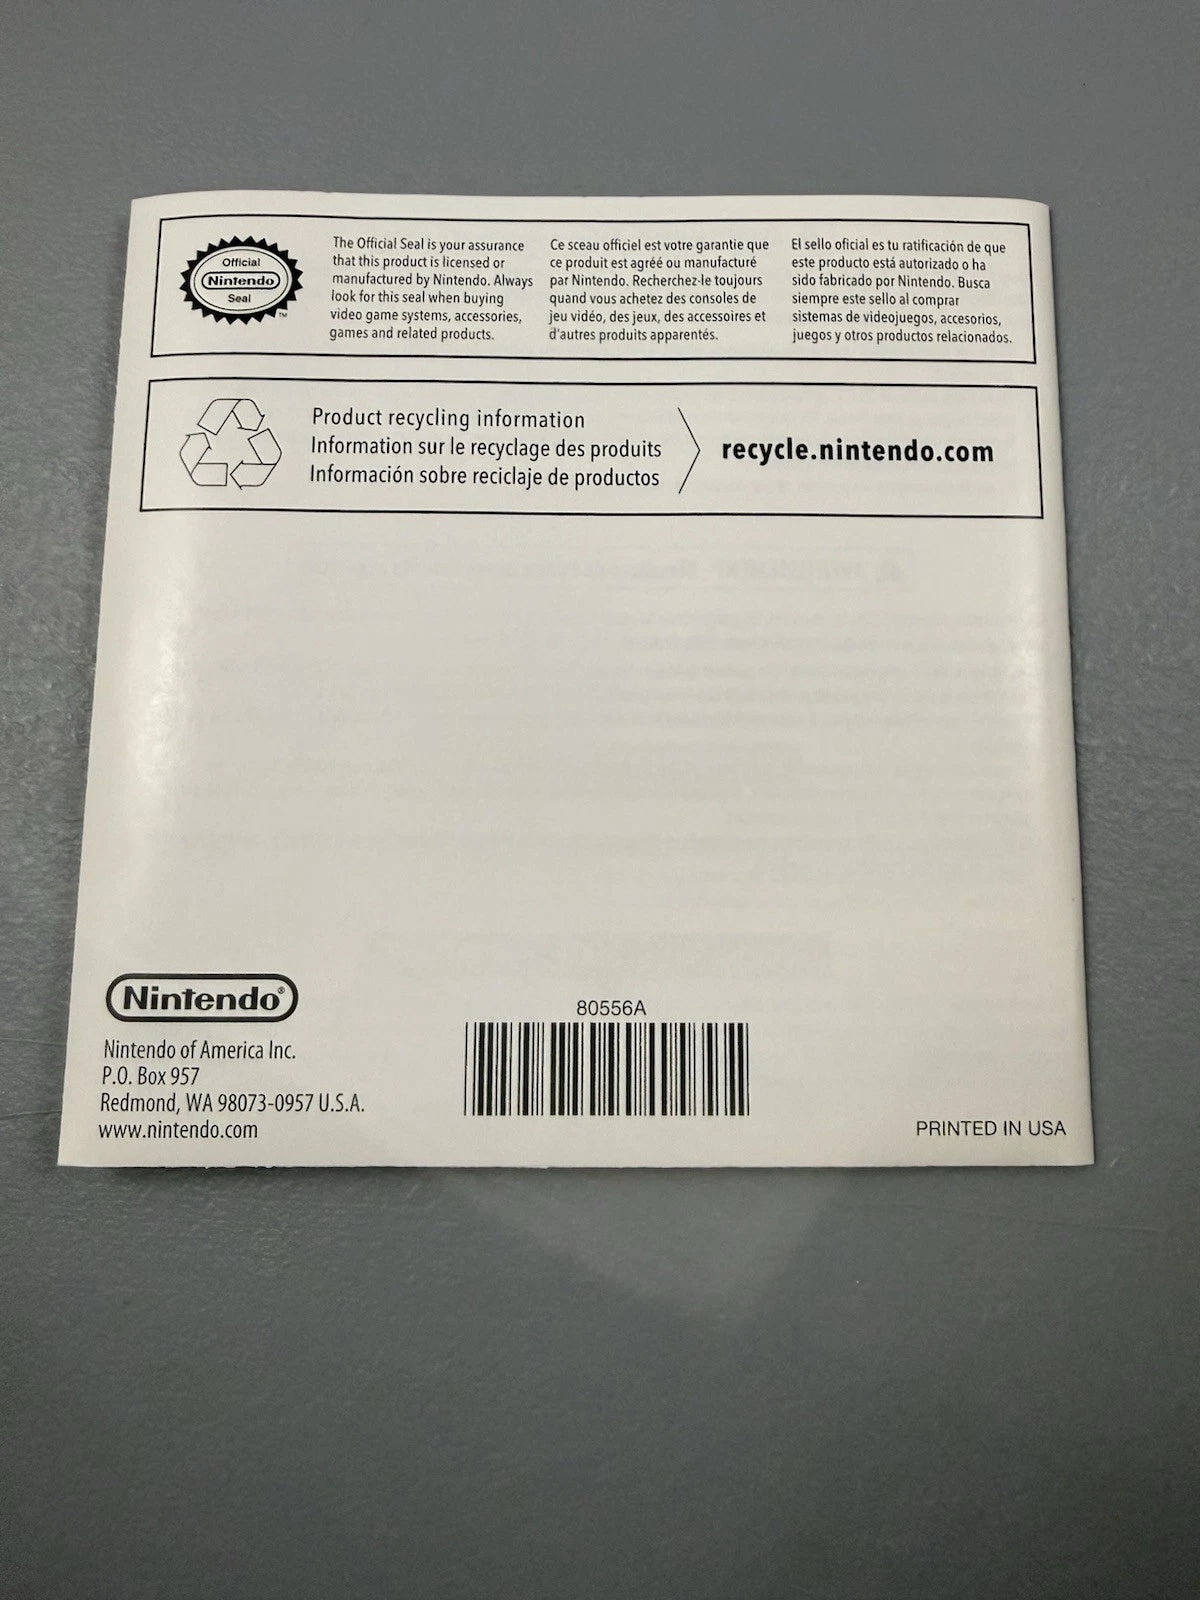 Official
Nintendo
Seal
TM
The Official Seal is your assurance
that this product is licensed or
manufactured by Nintendo. Always
look for this seal when buying
video game systems, accessories,
games and related products.
Ce sceau officiel est votre garantie que
ce produit est agréé ou manufacturé
par Nintendo. Recherchez-le toujours
quand vous achetez des consoles de
jeu vidéo, des jeux, des accessoires et
d'autres produits apparentés.
El sello oficial es tu ratificación de que
este producto está autorizado o ha
sido fabricado por Nintendo. Busca
siempre este sello al comprar
sistemas de videojuegos, accesorios,
juegos y otros productos relacionados.
Product recycling information
Information sur le recyclage des produits
Información sobre reciclaje de productos
recycle.nintendo.com
Nintendo®
Nintendo of America Inc.
P.O. Box 957
Redmond, WA 98073-0957 U.S.A.
www.nintendo.com
80556A
PRINTED IN USA